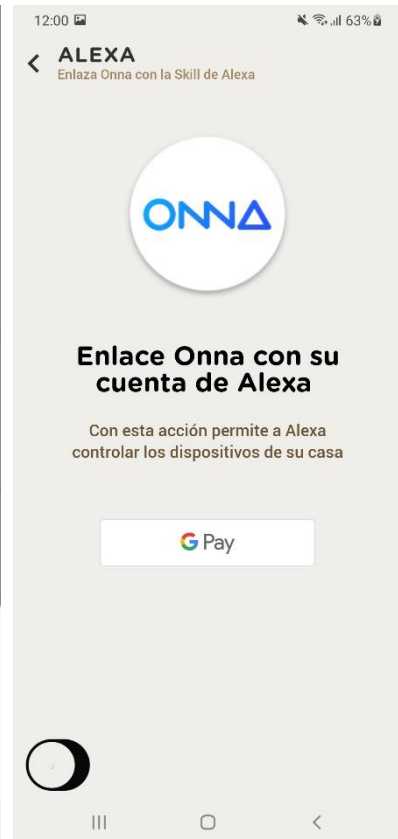 12:00 63%
ALEXA
Enlaza Onna con la Skill de Alexa
ONNA
Enlace Onna con su
cuenta de Alexa
Con esta acción permite a Alexa
controlar los dispositivos de su casa
G Pay